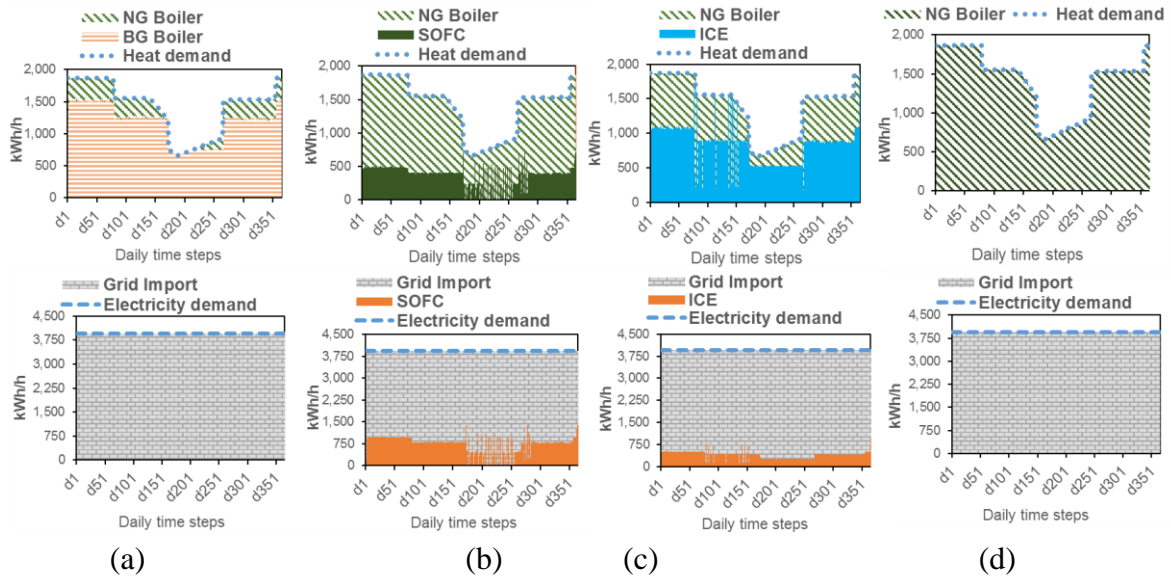 NG Boiler
BG Boiler
Heat demand
2,000
1,500
1,000
500
0
kWh/h
d1 d51 d101 d151 d201 d251 d301 d351
Daily time steps
NG Boiler
SOFC
Heat demand
2,000
1,500
1,000
500
0
kWh/h
d1 d51 d101 d151 d201 d251 d301 d351
Daily time steps
NG Boiler
ICE
Heat demand
2,000
1,500
1,000
500
0
kWh/h
d1 d51 d101 d151 d201 d251 d301 d351
Daily time steps
NG Boiler Heat demand
2,000
1,500
1,000
500
0
kWh/h
d1 d51 d101 d151 d201 d251 d301 d351
Daily time steps
Grid Import
Electricity demand
4,500
3,750
3,000
2,250
1,500
750
0
kWh/h
d1 d51 d101 d151 d201 d251 d301 d351
Daily time steps
Grid Import
SOFC
Electricity demand
4,500
3,750
3,000
2,250
1,500
750
0
kWh/h
d1 d51 d101 d151 d201 d251 d301 d351
Daily time steps
Grid Import
ICE
Electricity demand
4,500
3,750
3,000
2,250
1,500
750
0
kWh/h
d1 d51 d101 d151 d201 d251 d301 d351
Daily time steps
Grid Import
Electricity demand
4,500
3,750
3,000
2,250
1,500
750
0
kWh/h
d1 d51 d101 d151 d201 d251 d301 d351
Daily time steps
(a) (b) (c) (d)